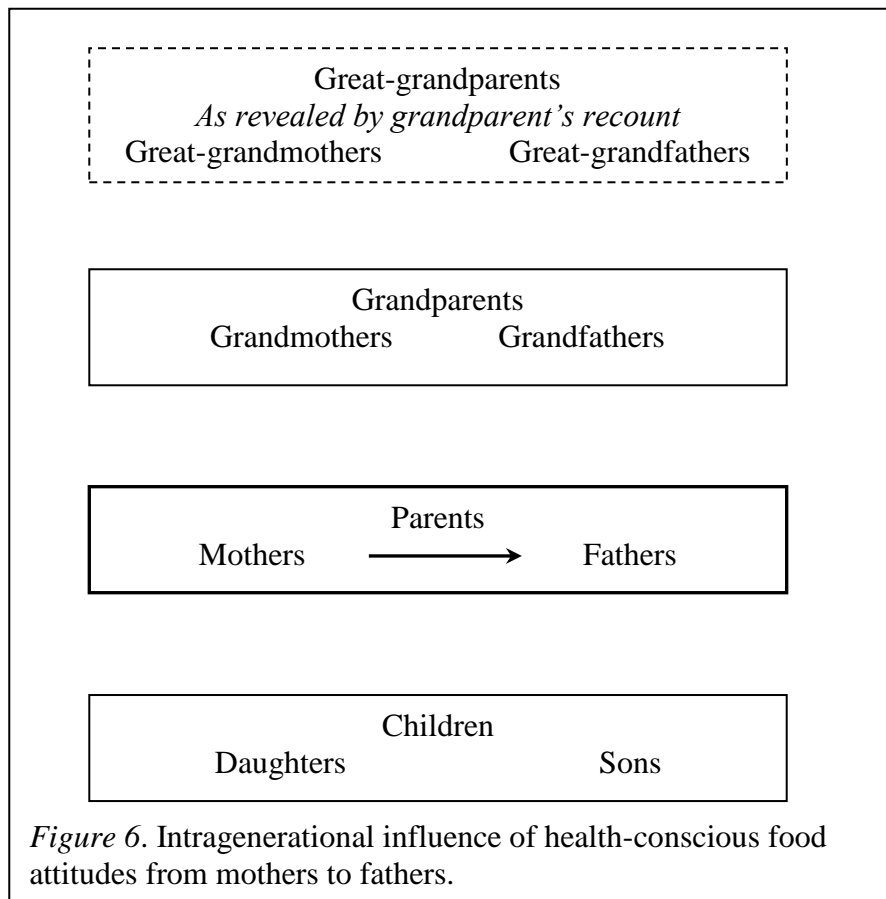 Great-grandparents
As revealed by grandparent's recount
Great-grandmothers Great-grandfathers
Grandparents
Grandmothers Grandfathers
Parents
Mothers Fathers
Children
Daughters Sons
Figure 6. Intragenerational influence of health-conscious food
attitudes from mothers to fathers.